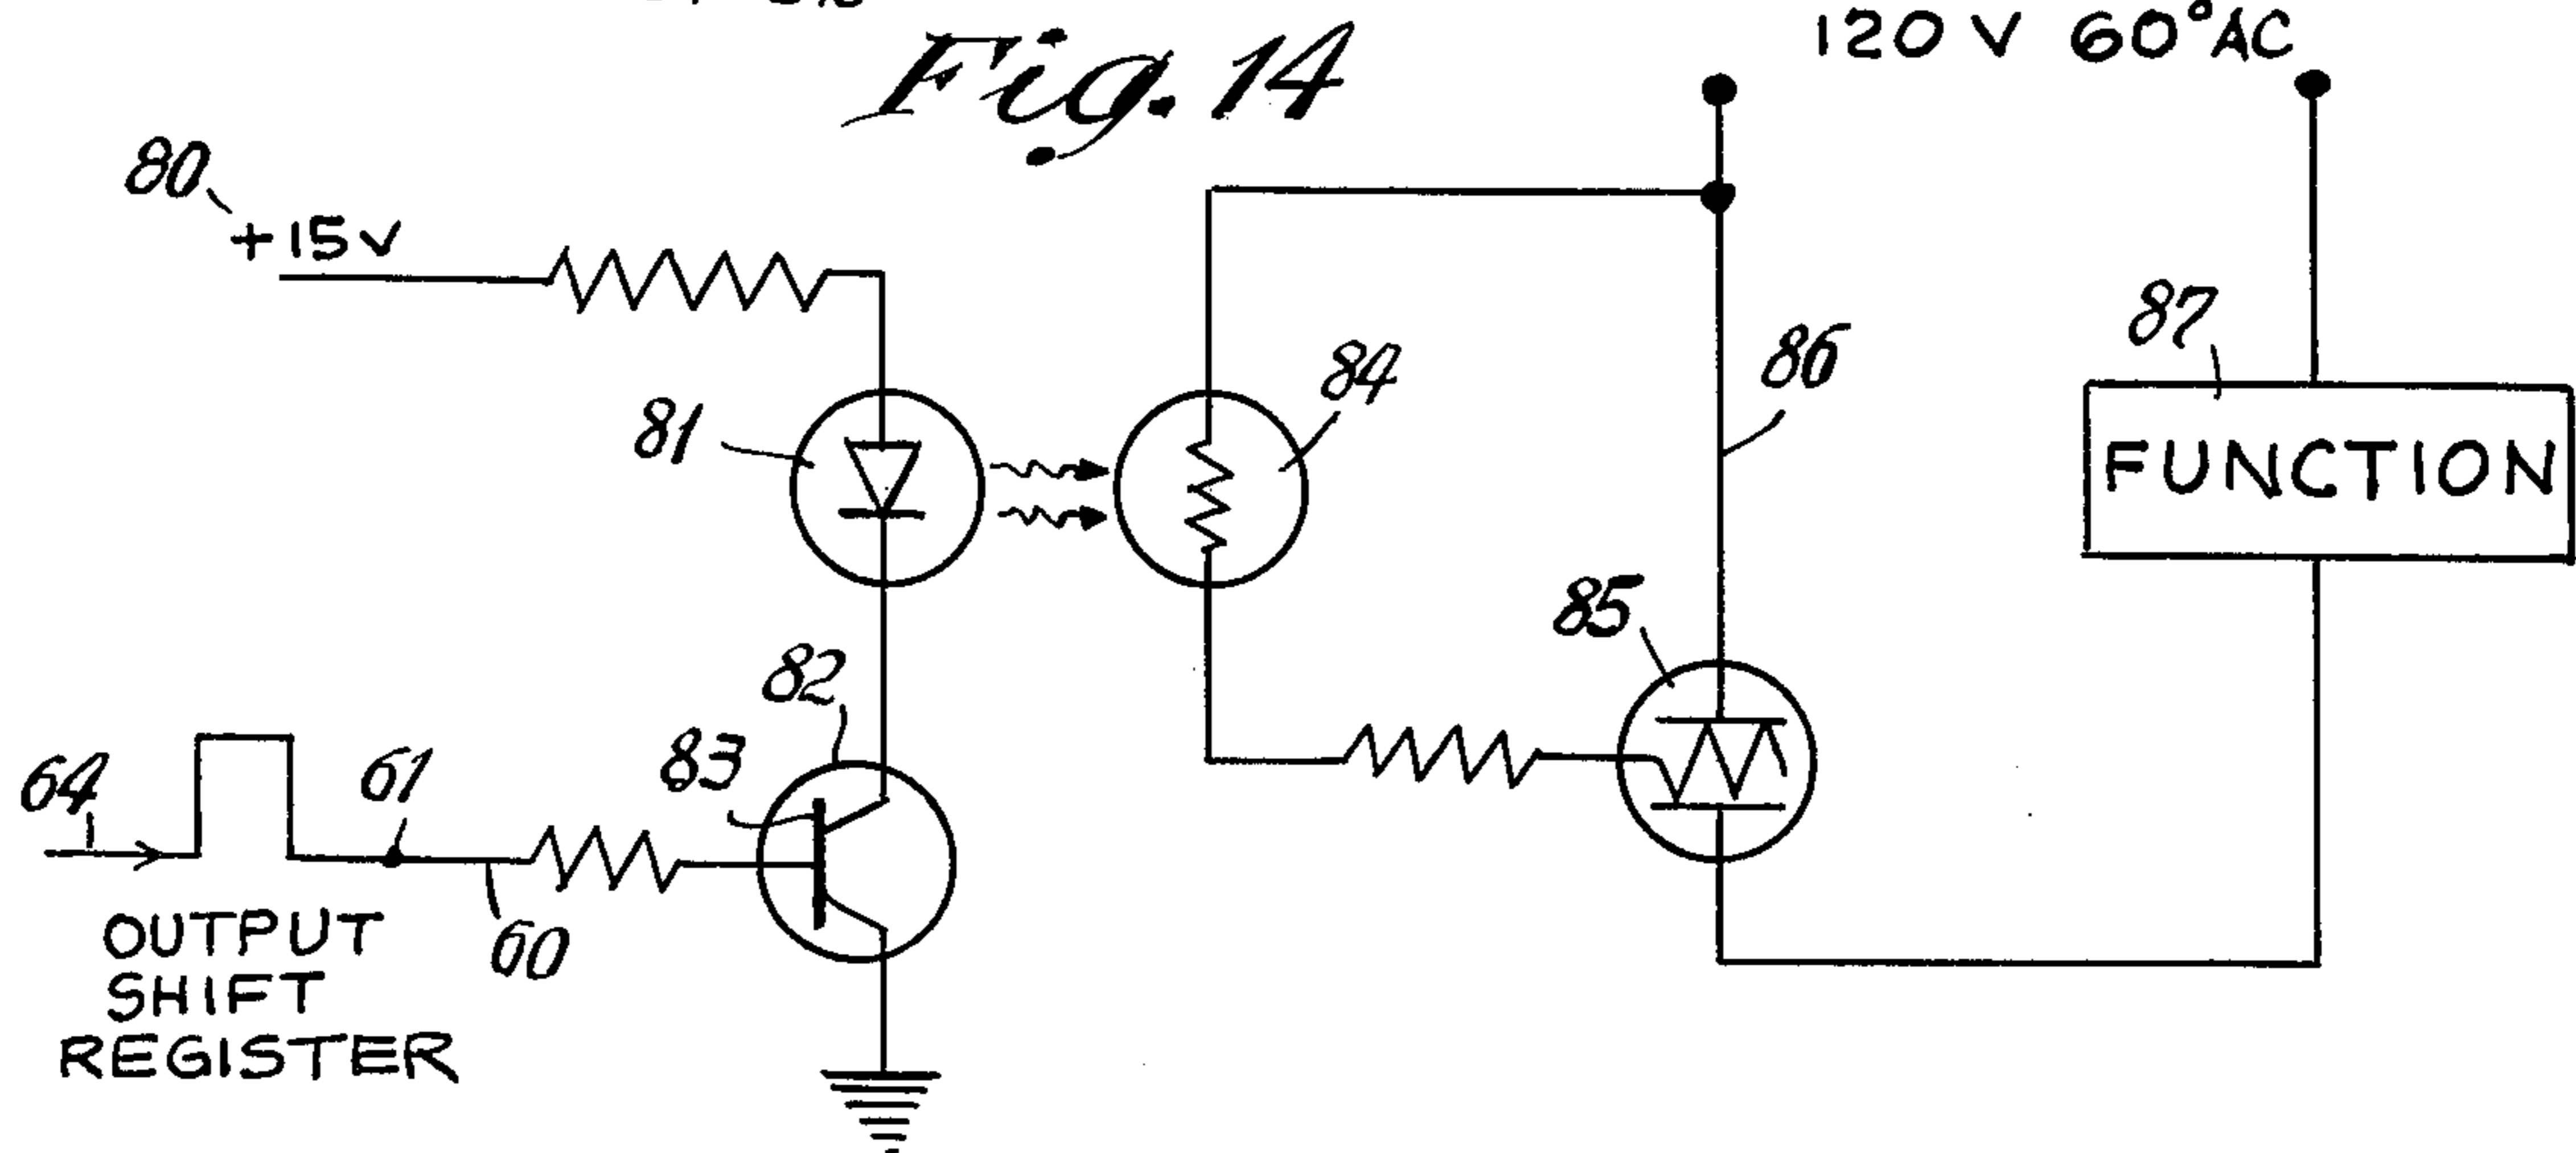 Fig. 14
120 V 60° AC
80
+15V
81
84
86
87
FUNCTION
85
82
83
64
61
60
OUTPUT
SHIFT
REGISTER